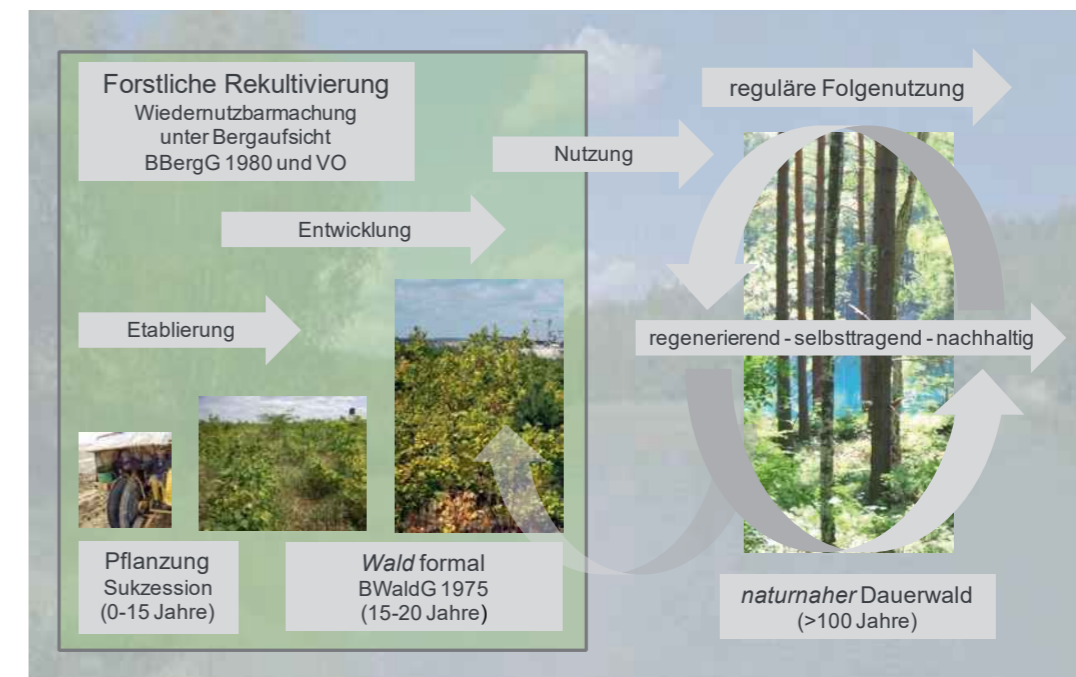 Forstliche Rekultivierung
Wiedernutzbarmachung
unter Bergaufsicht
BBergG 1980 und VO
reguläre Folgenutzung
Nutzung
Entwicklung
Etablierung
regenerierend - selbsttragend - nachhaltig
Pflanzung
Sukzession
(0-15 Jahre)
Wald formal
BWaldG 1975
(15-20 Jahre)
naturnaher Dauerwald
(>100 Jahre)